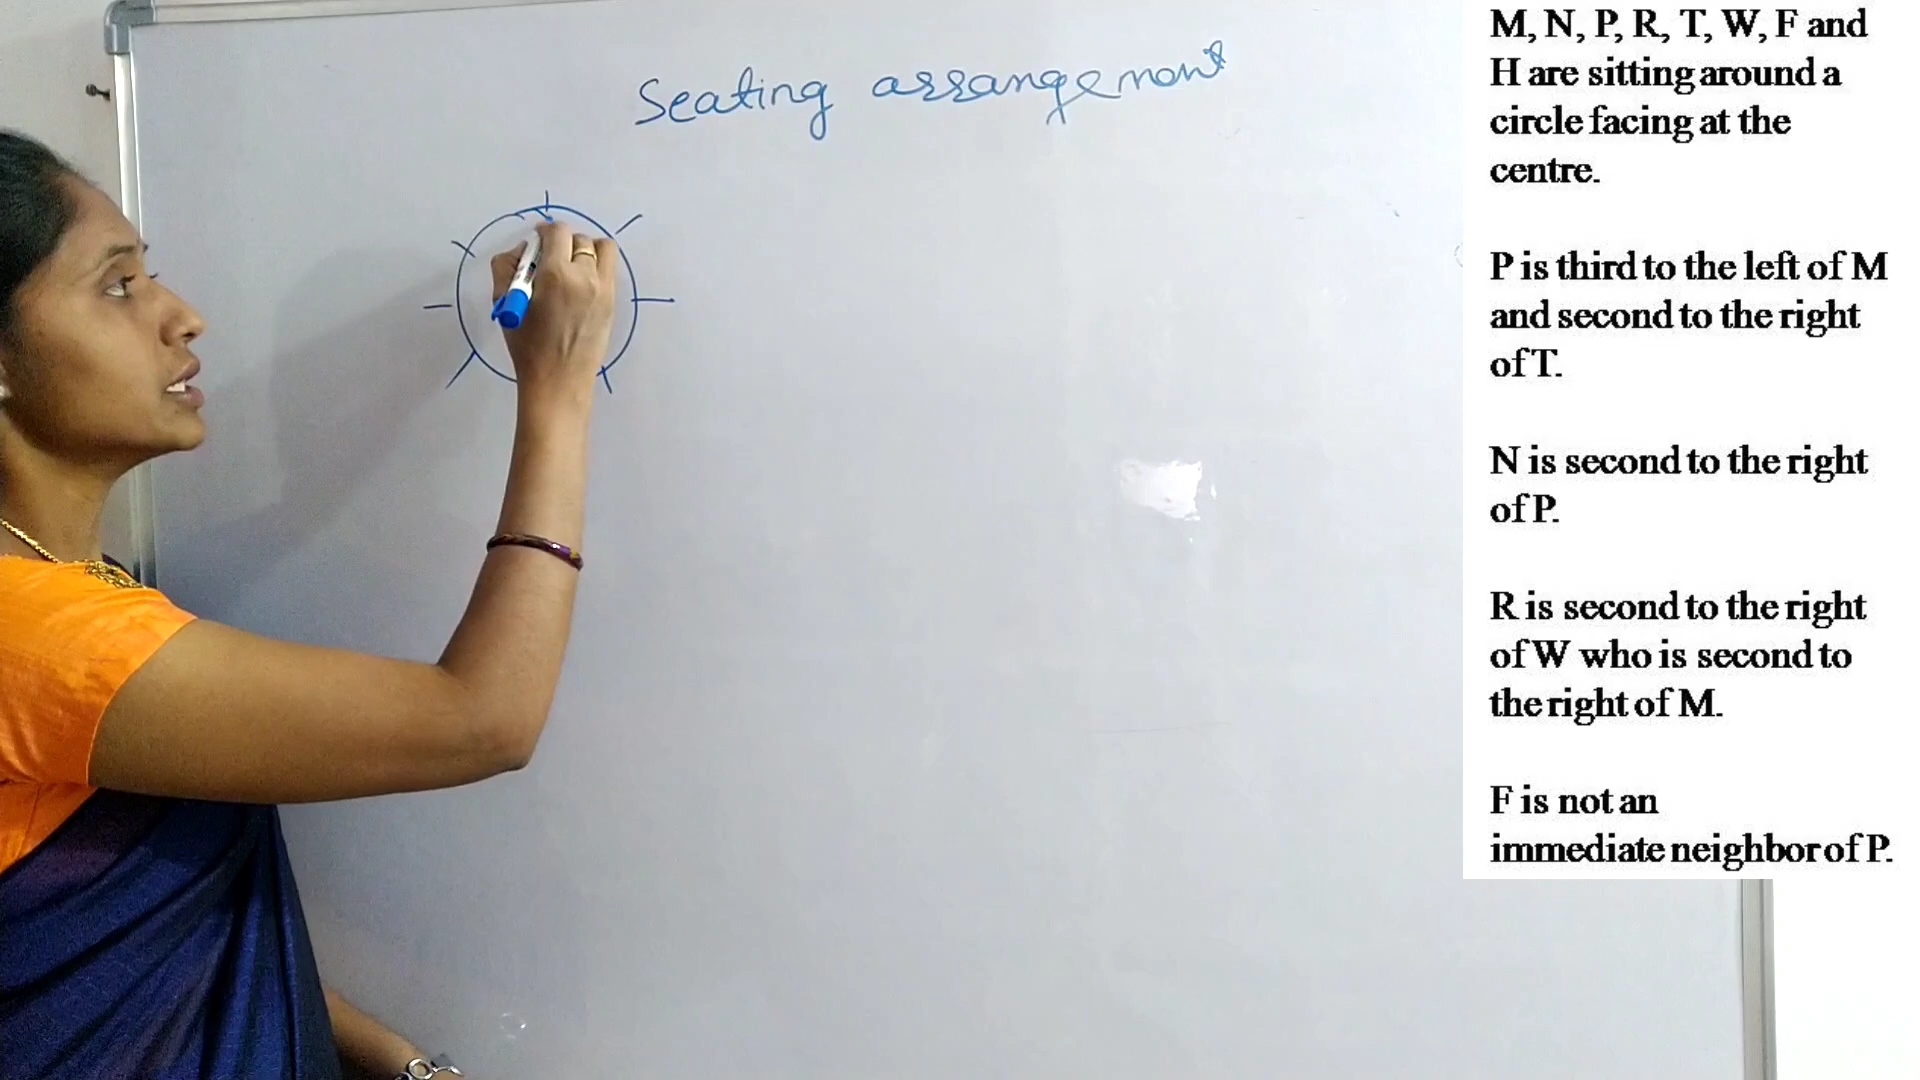 Seating arrangement
M, N, P, R, T, W, F and
H are sitting around a
circle facing at the
centre.
P is third to the left of M
and second to the right
of T.
N is second to the right
of P.
R is second to the right
of W who is second to
the right of M.
F is not an
immediate neighbor of P.